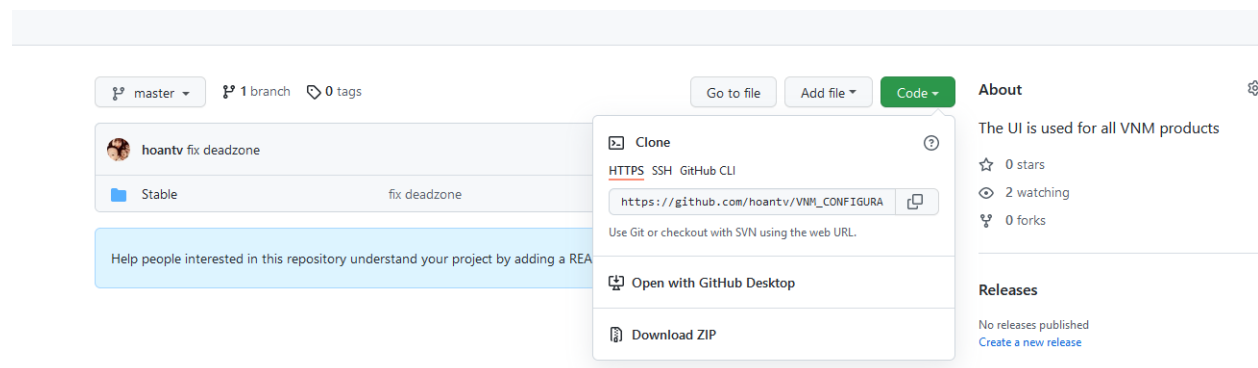 master
1 branch
0 tags
Go to file
Add file
Code
hoantv fix deadzone
Stable
fix deadzone
Help people interested in this repository understand your project by adding a REA
Clone
HTTPS SSH GitHub CLI
https://github.com/hoantv/VNM_CONFIGURA
Use Git or checkout with SVN using the web URL.
Open with GitHub Desktop
Download ZIP
About
The UI is used for all VNM products
0 stars
2 watching
0 forks
Releases
No releases published
Create a new release